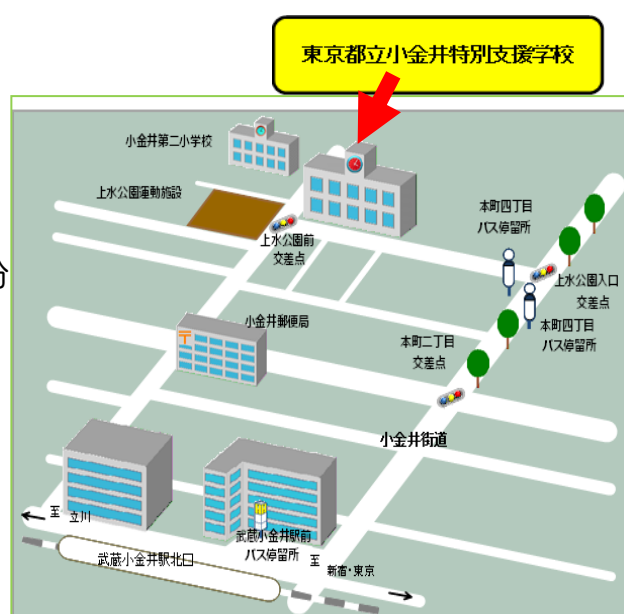 東京都立小金井特別支援学校
小金井第二小学校
上水公園運動施設
本町四丁目
バス停留所
上水公園前
交差点
上水公園入口
交差点
分
小金井郵便局
本町四丁目
バス停留所
本町二丁目
交差点
小金井街道
至 立川
武蔵小金井駅前
バス停留所
武蔵小金井駅北口
至
新宿・東京